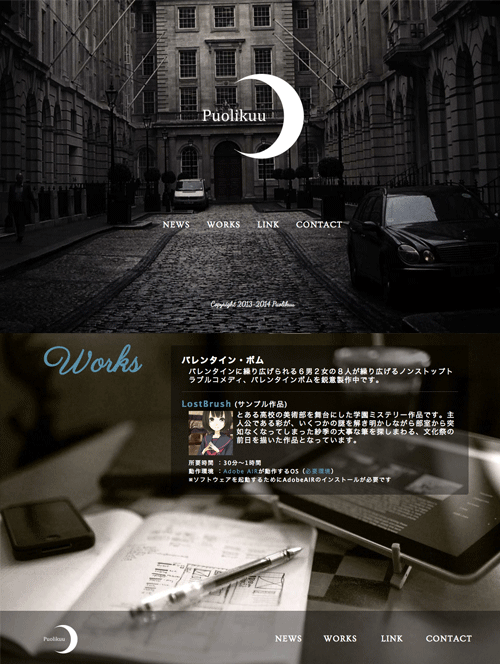 Puolikuu
NEWS WORKS LINK CONTACT
Copyright 2013-2014 Puolikuu
Works
バレンタイン・ボム
バレンタインに繰り広げられる６男２女の８人が繰り広げるノンストップト
ラブルコメディ、バレンタインボムを鋭意製作中です。
LostBrush (サンプル作品)
とある高校の美術部を舞台にした学園ミステリー作品です。主
人公である彩が、いくつかの謎を解き明かしながら部室から突
如なくなってしまった紗季の大事な筆を探しまわる、文化祭の
前日を描いた作品となっています。
所要時間 ：30分〜1時間
動作環境 ：Adobe AIRが動作するOS（必要環境）
※ソフトウェアを起動するためにAdobeAIRのインストールが必要です
Puolikuu
NEWS WORKS LINK CONTACT